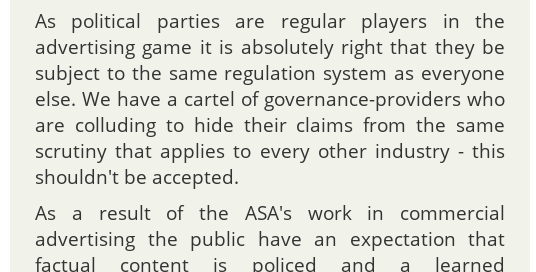 As political parties are regular players in the
advertising game it is absolutely right that they be
subject to the same regulation system as everyone
else. We have a cartel of governance-providers who
are colluding to hide their claims from the same
scrutiny that applies to every other industry - this
shouldn't be accepted.
As a result of the ASA's work in commercial
advertising the public have an expectation that
factual content is policed and a learned